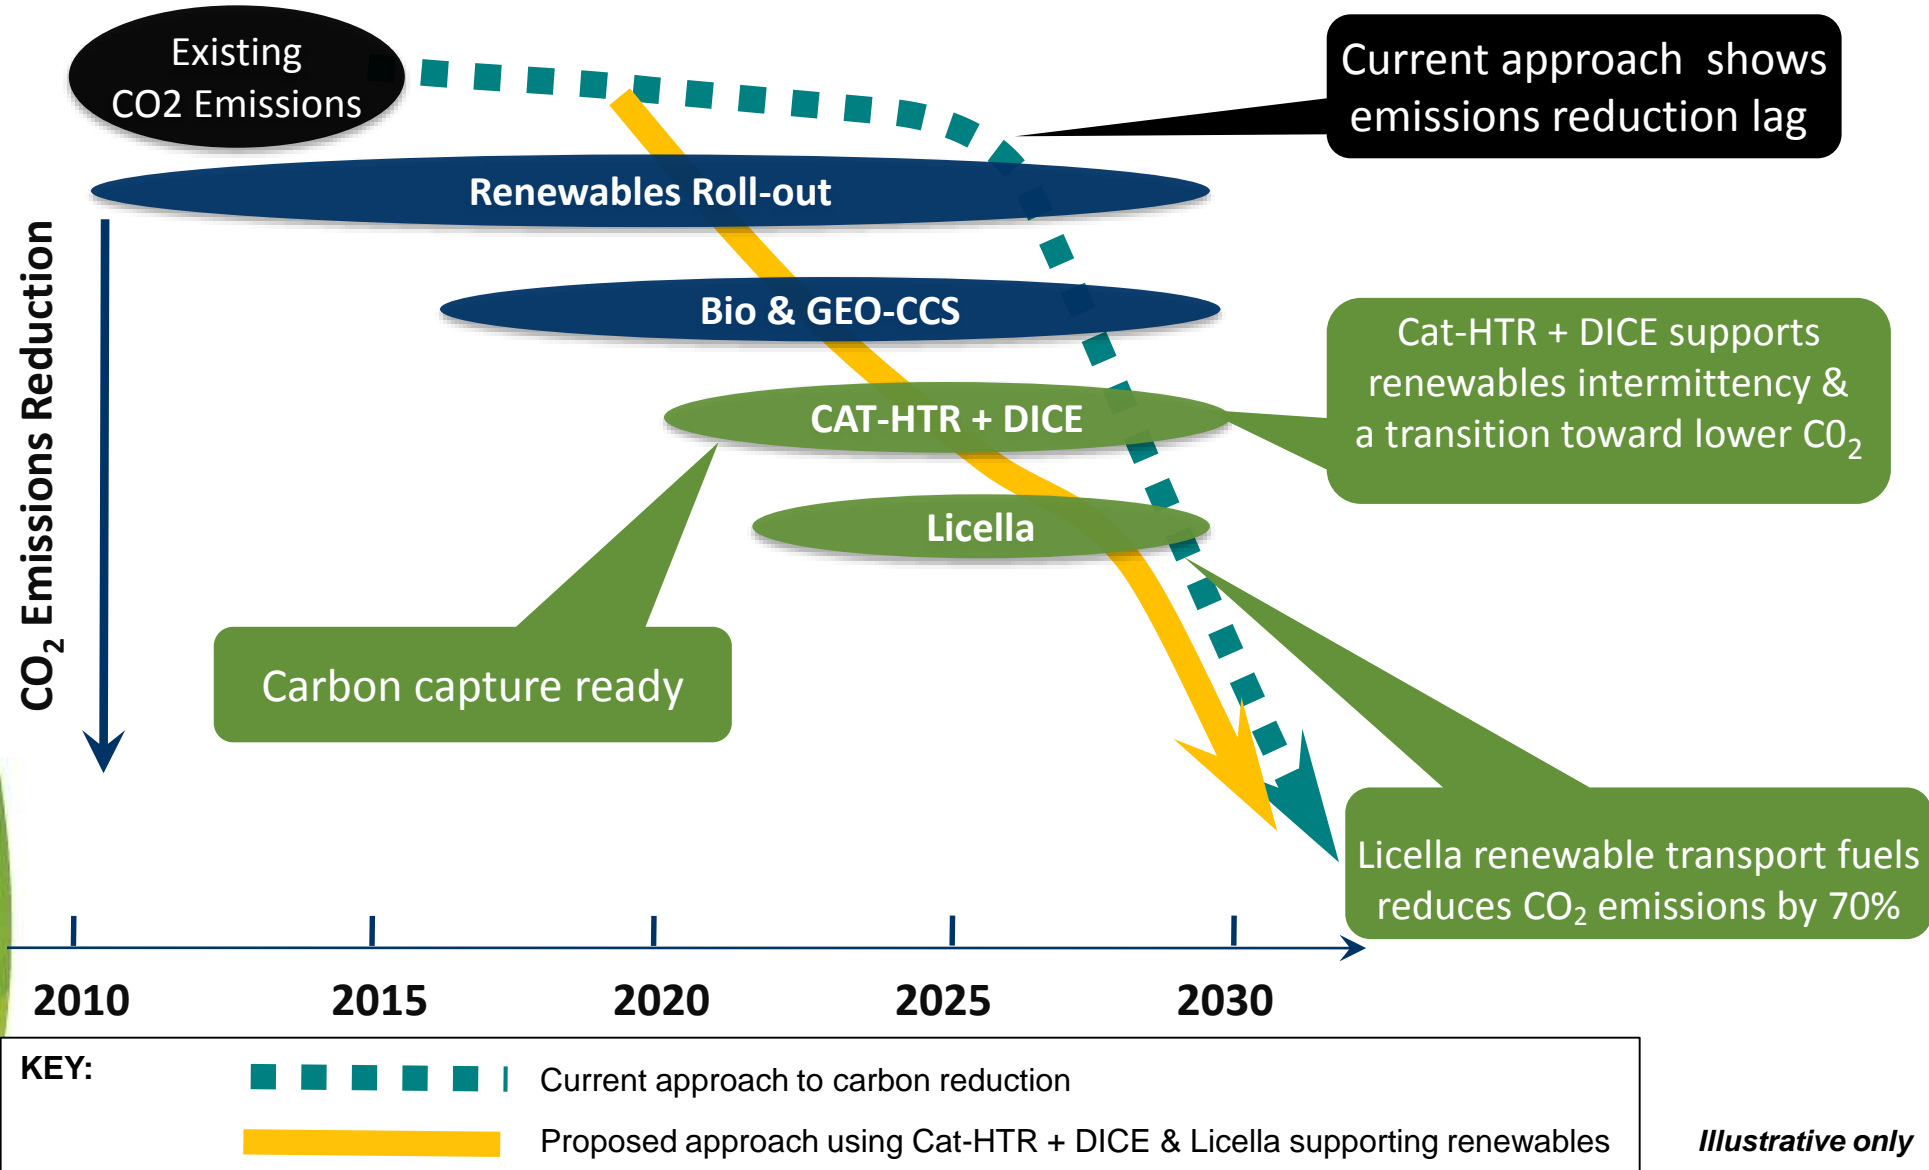 Existing
CO2 Emissions
Current approach shows
emissions reduction lag
Renewables Roll-out
CO₂ Emissions Reduction
Bio & GEO-CCS
Cat-HTR + DICE supports
renewables intermittency &
a transition toward lower C0₂
CAT-HTR + DICE
Licella
Carbon capture ready
Licella renewable transport fuels
reduces CO₂ emissions by 70%
2010 2015 2020 2025 2030
KEY:
Current approach to carbon reduction
Proposed approach using Cat-HTR + DICE & Licella supporting renewables
Illustrative only